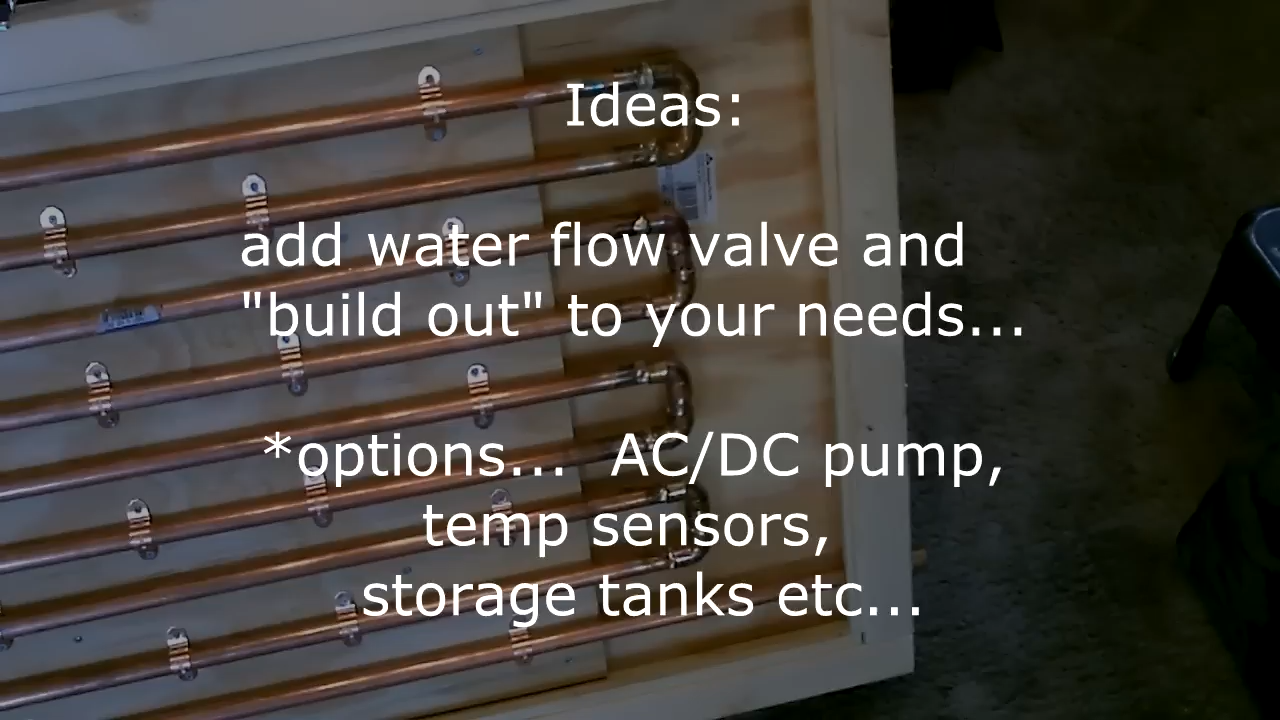 Ideas:
add water flow valve and
"build out" to your needs...
*options...  AC/DC pump,
temp sensors,
storage tanks etc...